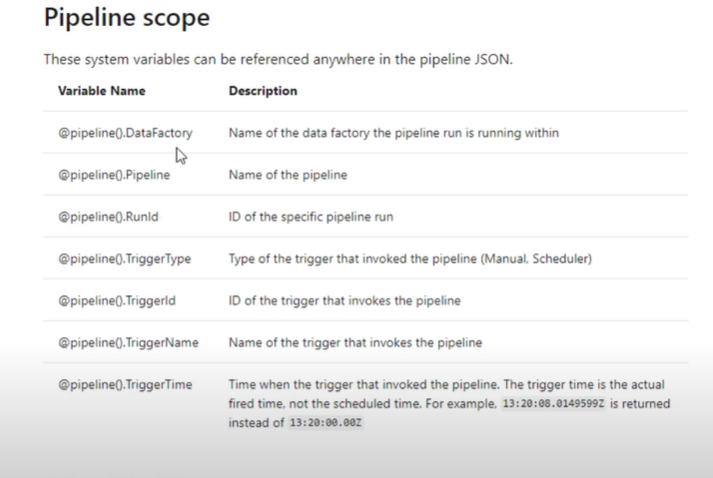 Pipeline scope
These system variables can be referenced anywhere in the pipeline JSON.
Variable Name Description
@pipeline().DataFactory Name of the data factory the pipeline run is running within
@pipeline().Pipeline Name of the pipeline
@pipeline().RunId ID of the specific pipeline run
@pipeline().TriggerType Type of the trigger that invoked the pipeline (Manual, Scheduler)
@pipeline().TriggerId ID of the trigger that invokes the pipeline
@pipeline().TriggerName Name of the trigger that invokes the pipeline
@pipeline().TriggerTime Time when the trigger that invoked the pipeline. The trigger time is the actual
fired time, not the scheduled time. For example, 13:20:08.0149599Z is returned
instead of 13:20:00.00Z